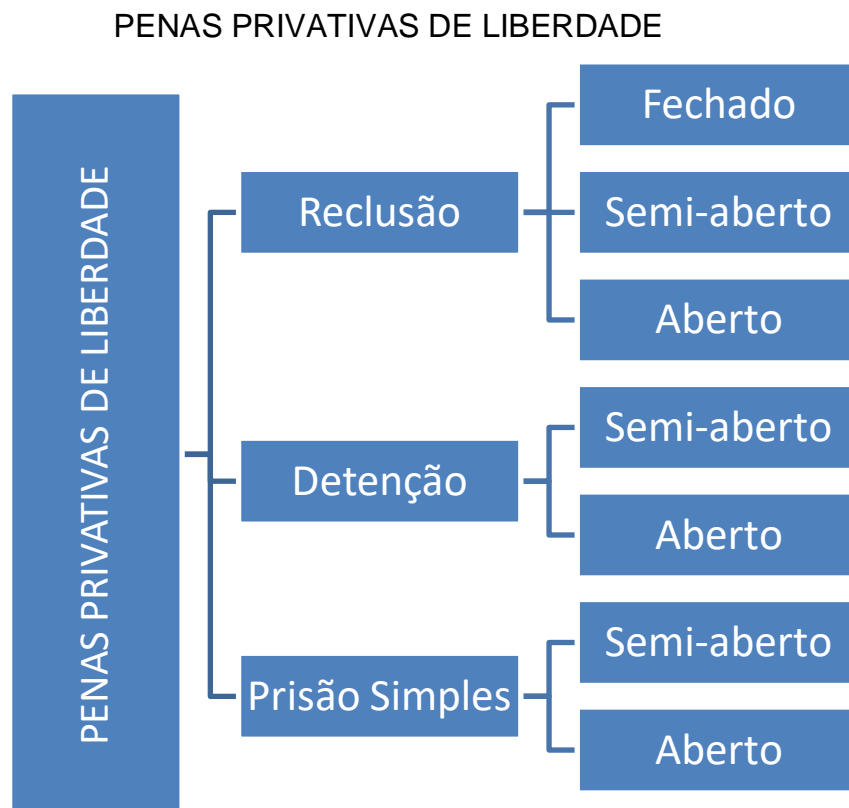 PENAS PRIVATIVAS DE LIBERDADE
PENAS PRIVATIVAS DE LIBERDADE
Reclusão
Fechado
Semi-aberto
Aberto
Detenção
Semi-aberto
Aberto
Prisão Simples
Semi-aberto
Aberto